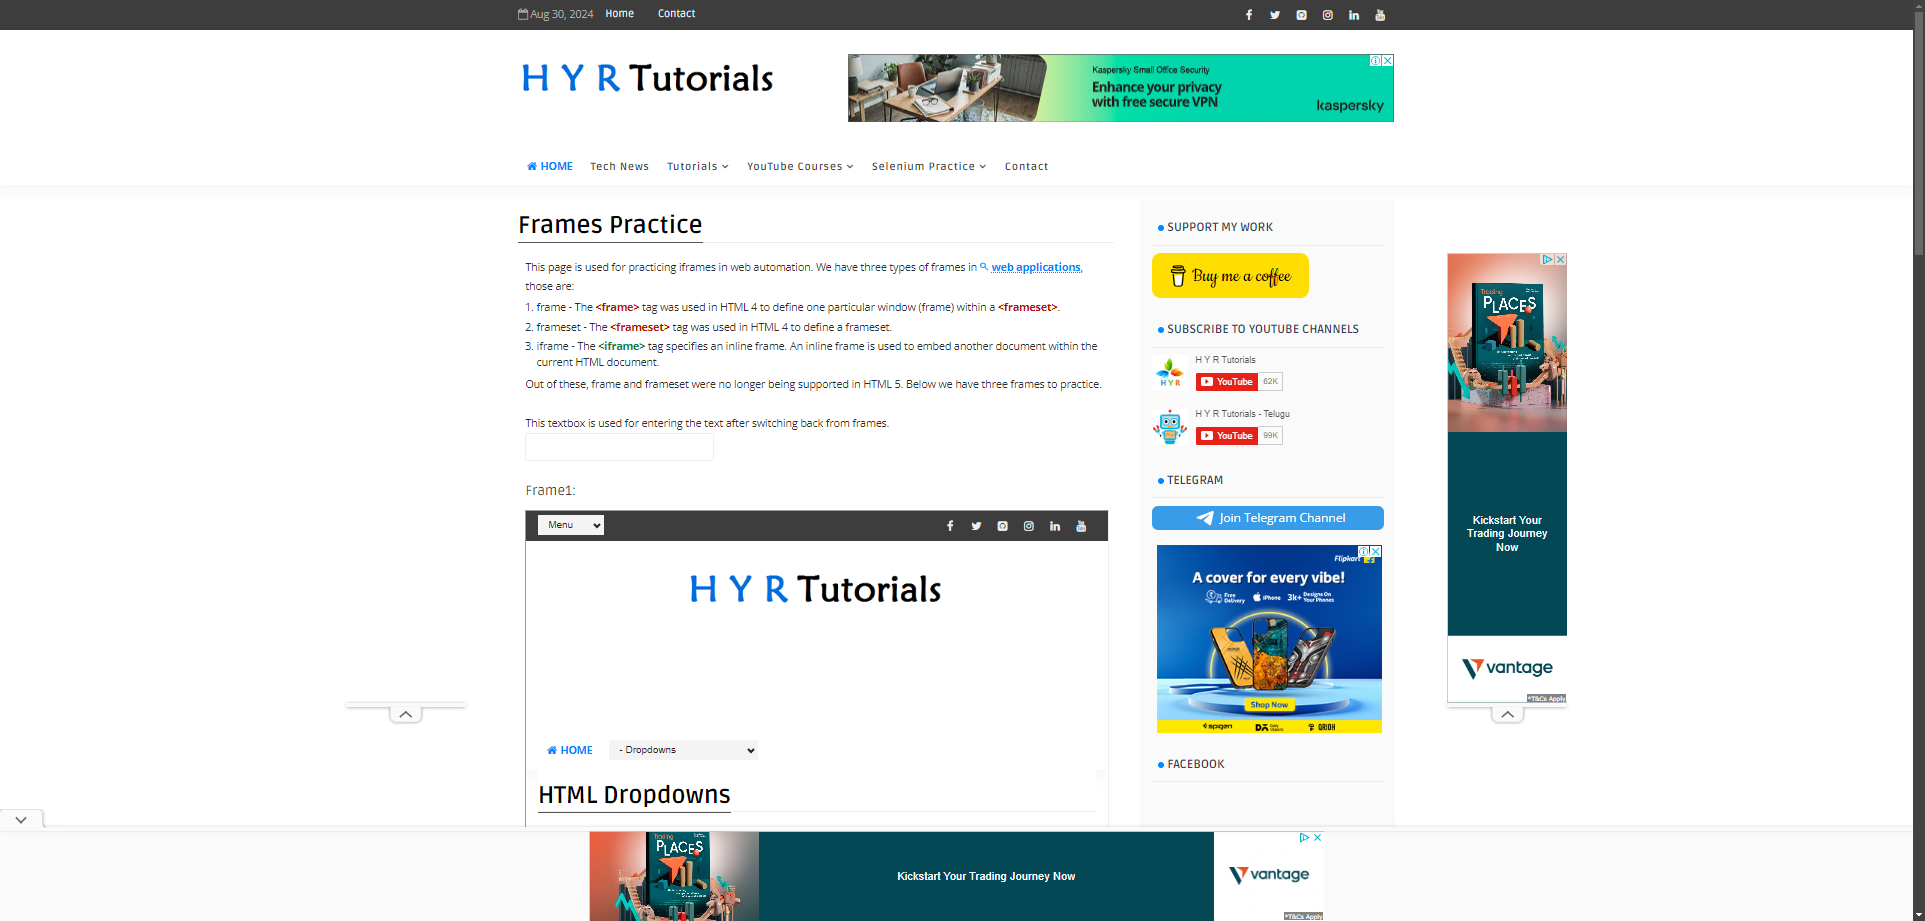 Aug 30, 2024 Home Contact
H Y R Tutorials
Kaspersky Small Office Security
Enhance your privacy
with free secure VPN
kaspersky
HOME Tech News Tutorials YouTube Courses Selenium Practice Contact
Frames Practice
This page is used for practicing iframes in web automation. We have three types of frames in web applications,
those are:
1. frame - The <frame> tag was used in HTML 4 to define one particular window (frame) within a <frameset>.
2. frameset - The <frameset> tag was used in HTML 4 to define a frameset.
3. iframe - The <iframe> tag specifies an inline frame. An inline frame is used to embed another document within the
current HTML document.
Out of these, frame and frameset were no longer being supported in HTML 5. Below we have three frames to practice.
This textbox is used for entering the text after switching back from frames.
Frame1:
Menu
H Y R Tutorials
HOME - Dropdowns
HTML Dropdowns
SUPPORT MY WORK
Buy me a coffee
SUBSCRIBE TO YOUTUBE CHANNELS
H Y R Tutorials
HYR
YouTube 62K
H Y R Tutorials - Telugu
YouTube 99K
TELEGRAM
Join Telegram Channel
Flipkart
A cover for every vibe!
Free Delivery iPhone 3k+ Designs On Your Phones
Shop Now
spigen Daily Objects QRIOH
FACEBOOK
Trading
PLACES
Kickstart Your
Trading Journey
Now
vantage
*T&Cs Apply
Trading
PLACES
Kickstart Your Trading Journey Now
vantage
*T&Cs Apply